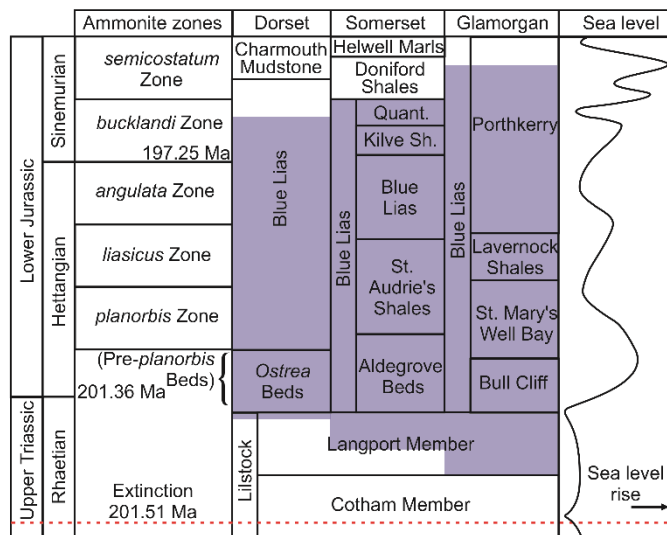 Ammonite zones
Dorset
Somerset
Glamorgan
Sea level
Lower Jurassic
Upper Triassic
Sinemurian
Hettangian
Rhaetian
semicostatum
Zone
bucklandi Zone
197.25 Ma
angulata Zone
liasicus Zone
planorbis Zone
(Pre-planorbis
Beds)
201.36 Ma
Extinction
201.51 Ma
Charmouth
Mudstone
Blue Lias
Ostrea
Beds
Lilstock
Helwell Marls
Doniford
Shales
Blue Lias
Quant.
Kilve Sh.
Blue
Lias
St.
Audrie's
Shales
Aldegrove
Beds
Langport Member
Cotham Member
Blue Lias
Porthkerry
Lavernock
Shales
St. Mary's
Well Bay
Bull Cliff
Sea level
rise